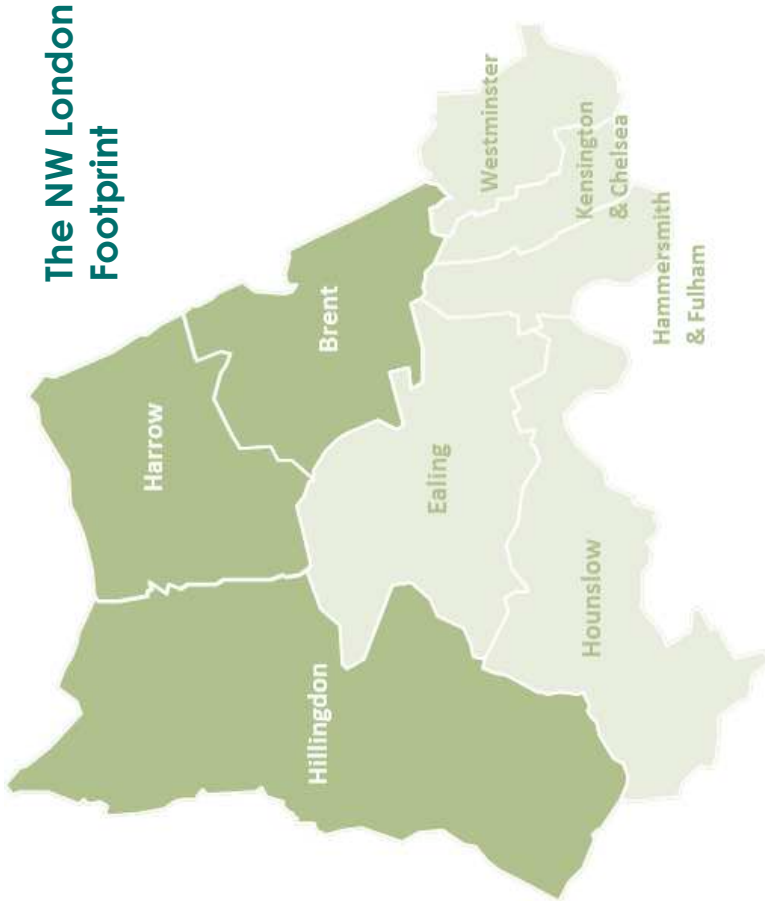 The NW London
Footprint
Harrow
Brent
Hillingdon
Ealing
Hounslow
Westminster
Kensington
& Chelsea
Hammersmith
& Fulham